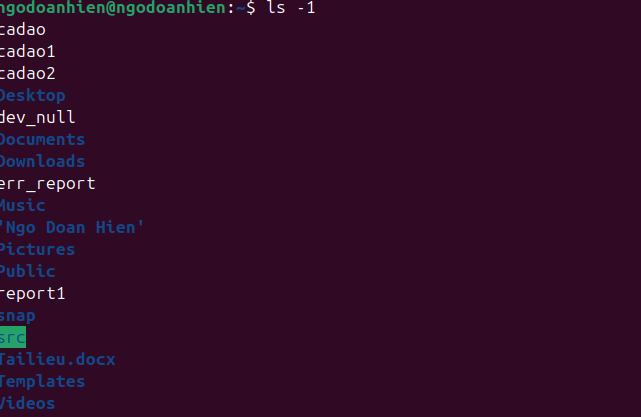 ngodoanhien@ngodoanhien:~$ ls -1
cadao
cadao1
cadao2
Desktop
dev_null
Documents
Downloads
err_report
Music
'Ngo Doan Hien'
Pictures
Public
report1
snap
src
Tailieu.docx
Templates
Videos